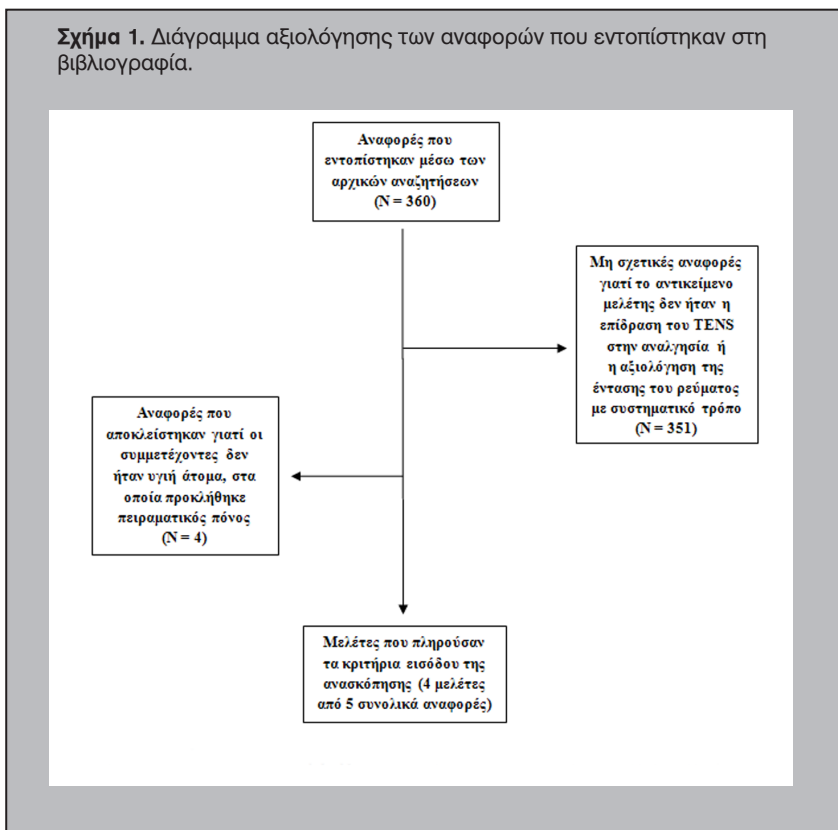 Σχήμα 1. Διάγραμμα αξιολόγησης των αναφορών που εντοπίστηκαν στη
βιβλιογραφία.
Αναφορές που
εντοπίστηκαν μέσω των
αρχικών αναζητήσεων
(N = 360)
Μη σχετικές αναφορές
γιατί το αντικείμενο
μελέτης δεν ήταν η
επίδραση του TENS
στην αναλγησία ή
η αξιολόγηση της
έντασης του ρεύματος
με συστηματικό τρόπο
(N = 351)
Αναφορές που
αποκλείστηκαν γιατί οι
συμμετέχοντες δεν
ήταν υγιή άτομα, στα
οποία προκλήθηκε
πειραματικός πόνος
(N = 4)
Μελέτες που πληρούσαν
τα κριτήρια εισόδου της
ανασκόπησης (4 μελέτες
από 5 συνολικά αναφορές)